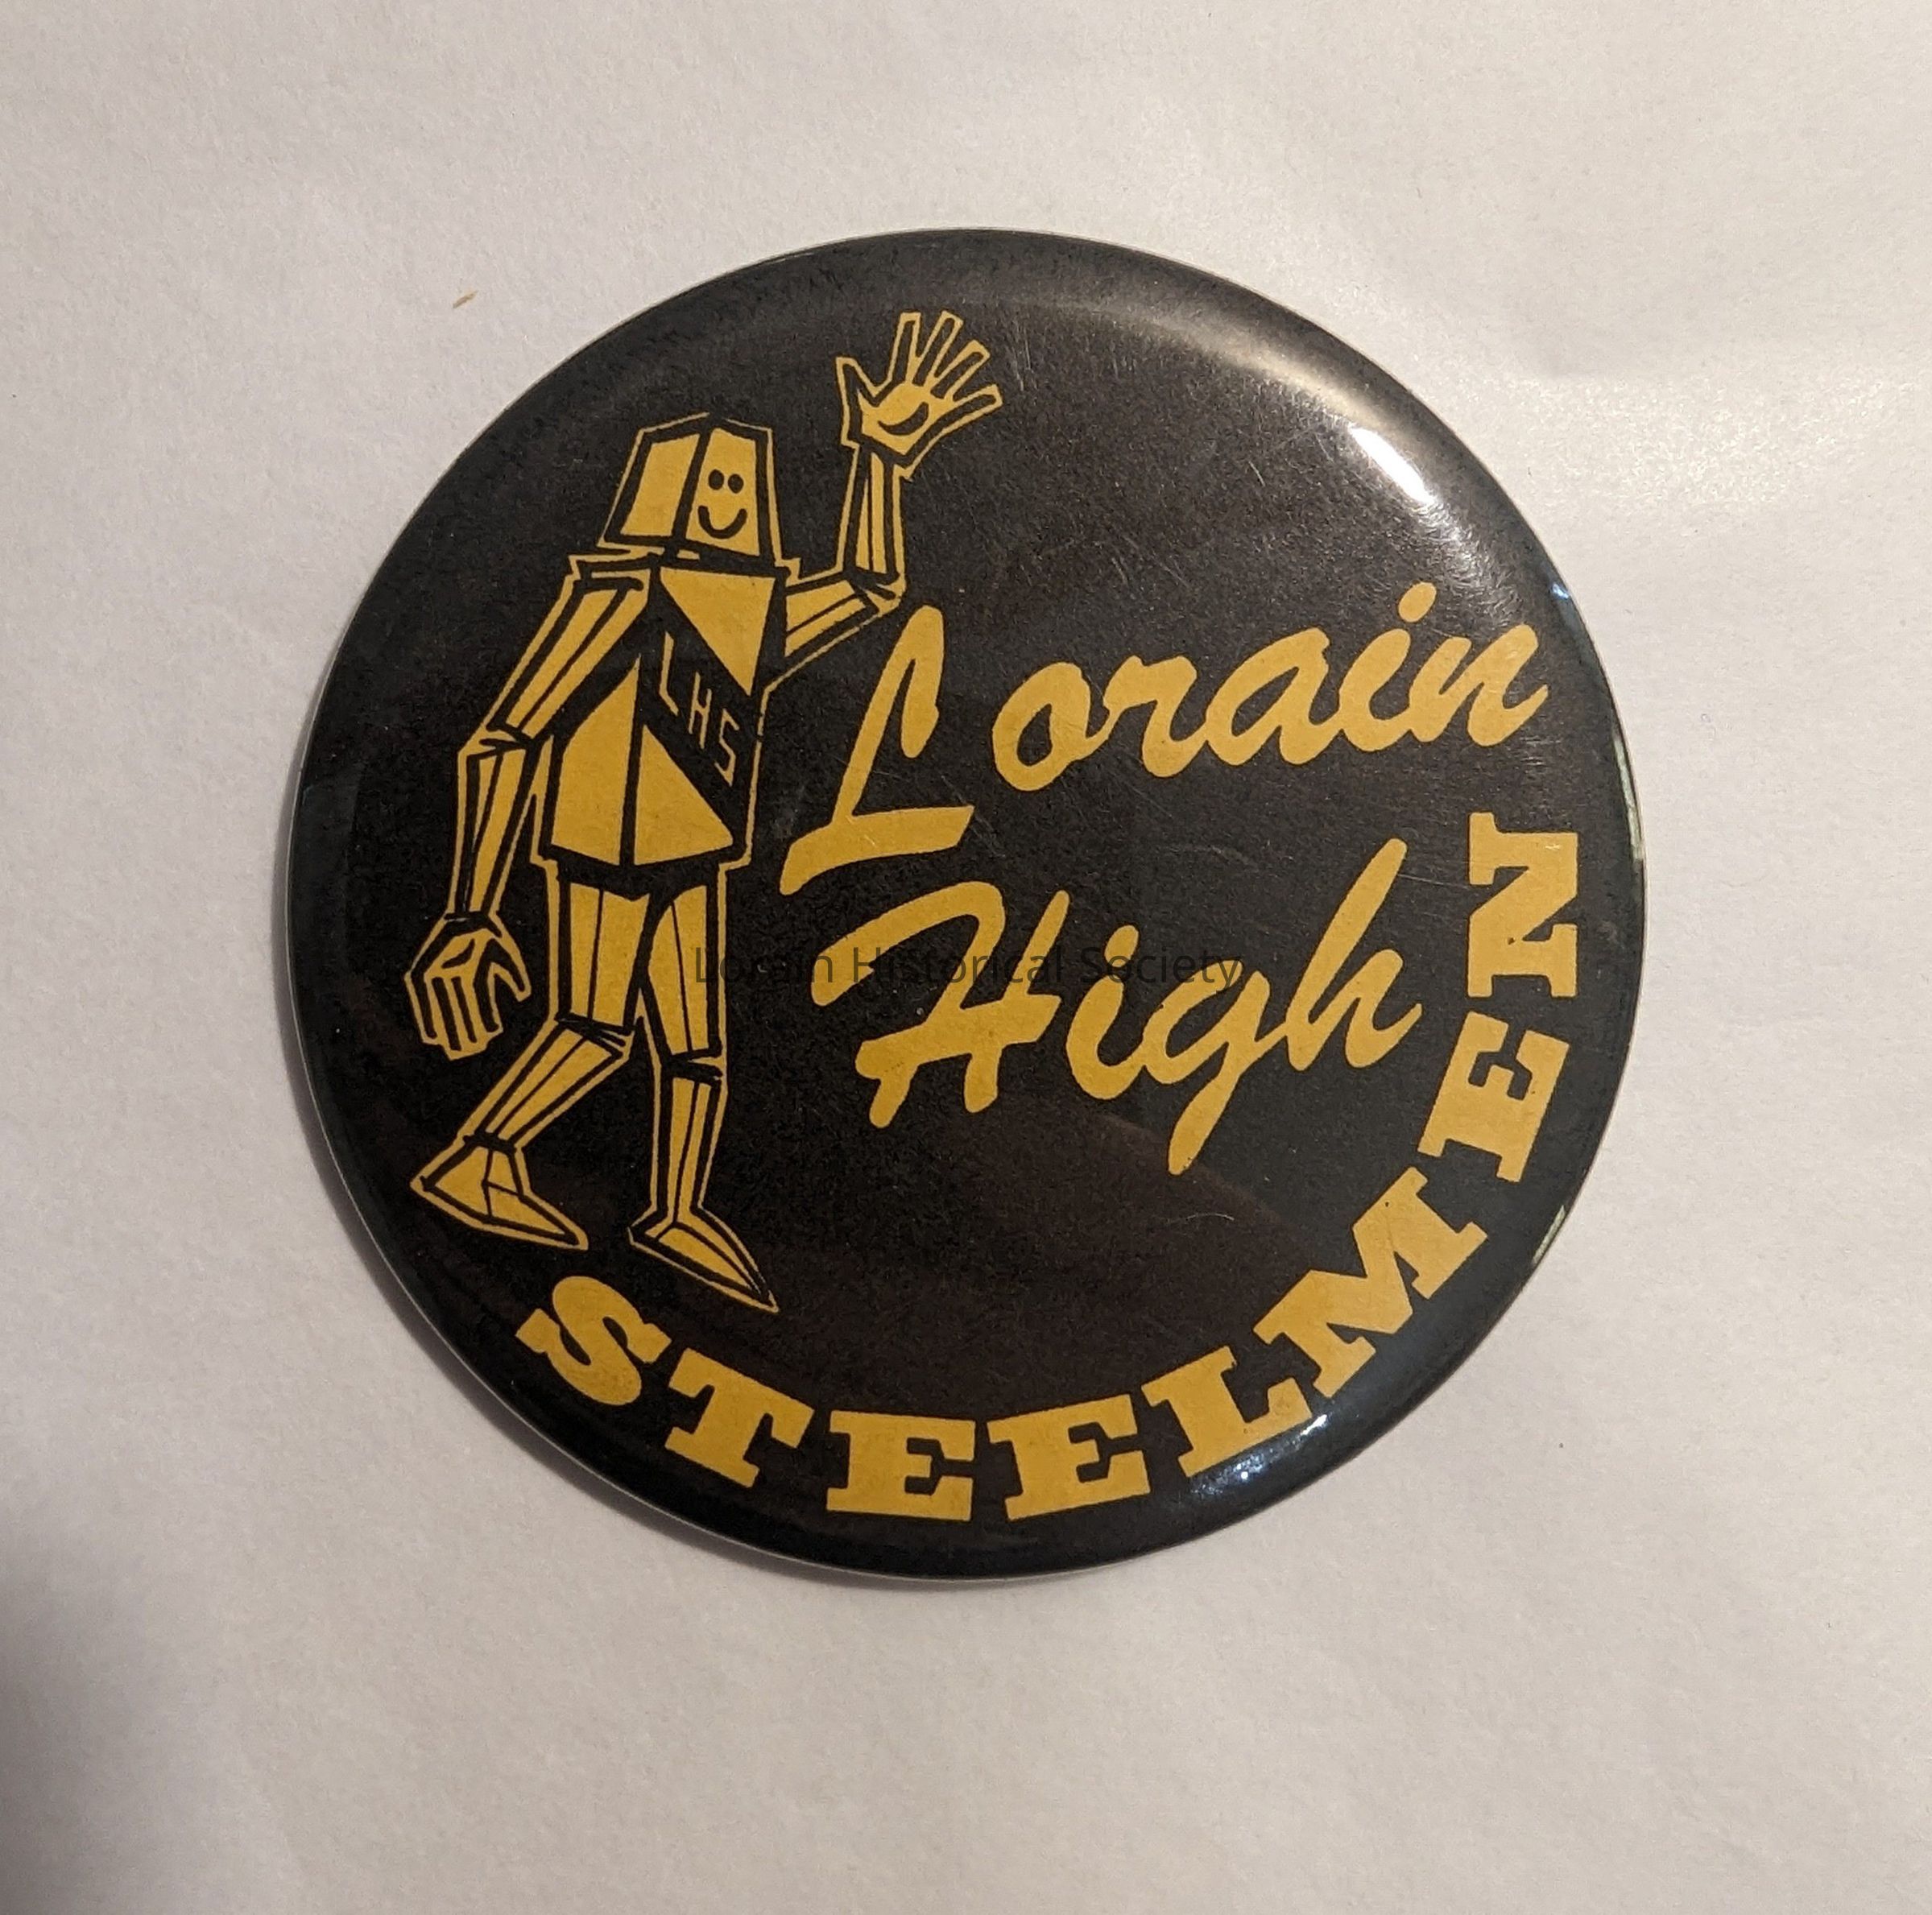 LHS
Lorain
High
STEELMEN
Lorain Historical Society